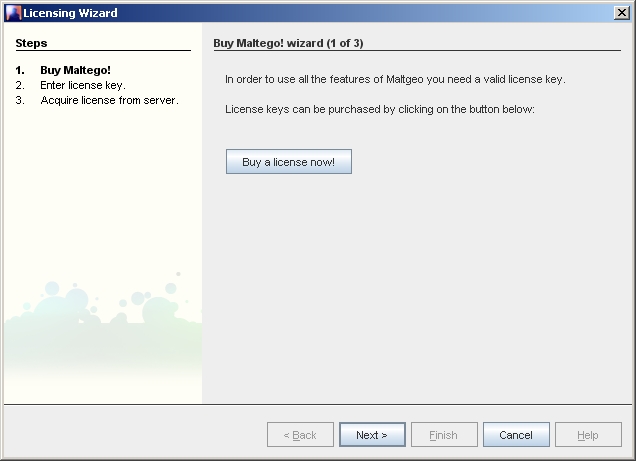 Licensing Wizard
Steps
1. Buy Maltego!
2. Enter license key.
3. Acquire license from server.
Buy Maltego! wizard (1 of 3)
In order to use all the features of Maltgeo you need a valid license key.
License keys can be purchased by clicking on the button below:
Buy a license now!
< Back
Next >
Finish
Cancel
Help